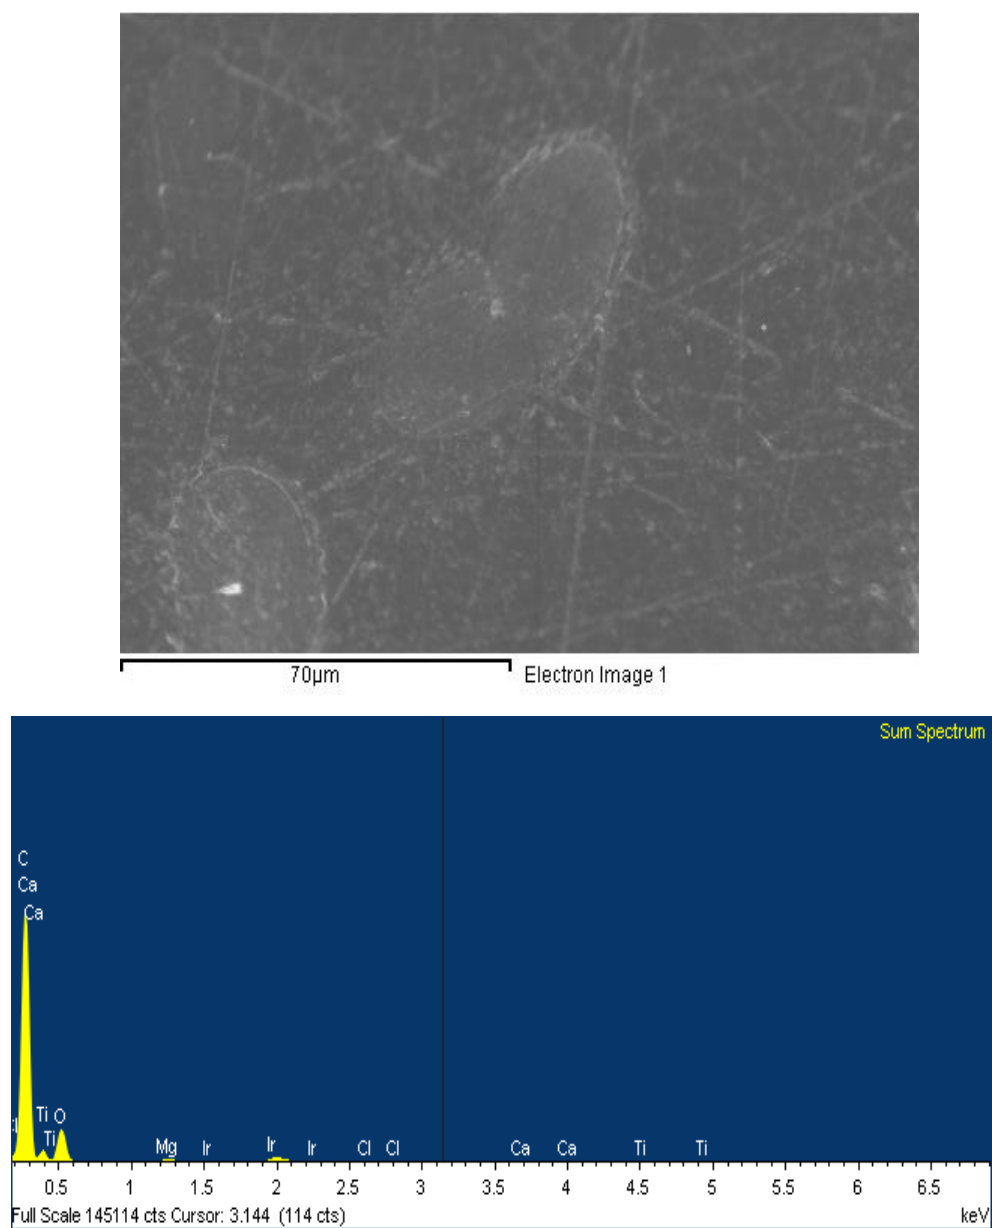 70µm Electron Image 1
Sum Spectrum
C
Ca
Ca
Ti O
Ti
Mg Ir Ir Ir Cl Cl Ca Ca Ti Ti
0.5 1 1.5 2 2.5 3 3.5 4 4.5 5 5.5 6 6.5
Full Scale 145114 cts Cursor: 3.144 (114 cts) keV